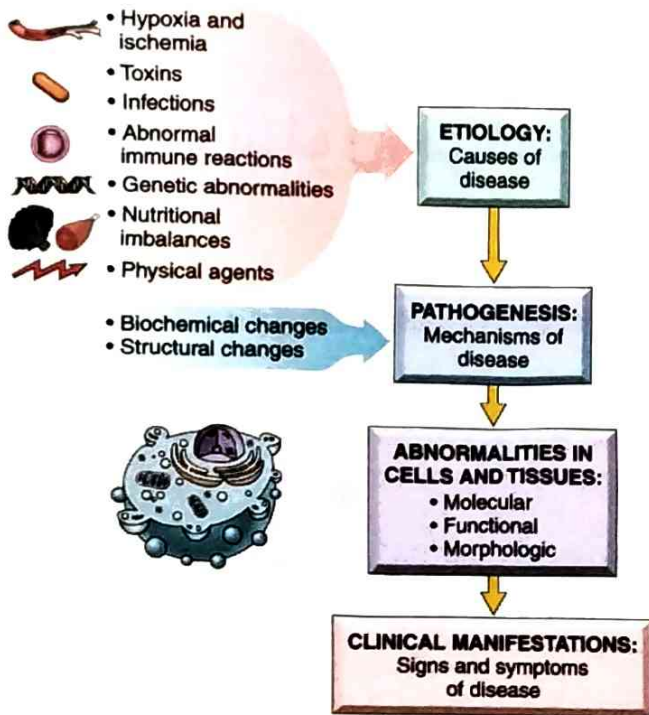 • Hypoxia and
ischemia
• Toxins
• Infections
• Abnormal
immune reactions
• Genetic abnormalities
• Nutritional
imbalances
• Physical agents
ETIOLOGY:
Causes of
disease
• Biochemical changes
• Structural changes
PATHOGENESIS:
Mechanisms of
disease
ABNORMALITIES IN
CELLS AND TISSUES:
• Molecular
• Functional
• Morphologic
CLINICAL MANIFESTATIONS:
Signs and symptoms
of disease